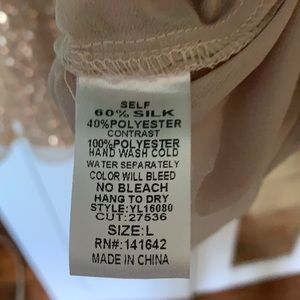 SELF
60% SILK
40%POLYESTER
CONTRAST
100%POLYESTER
HAND WASH COLD
WATER SEPARATELY
COLOR WILL BLEED
NO BLEACH
HANG TO DRY
STYLE:YL16080
CUT:27536
SIZE:L
RN#:141642
MADE IN CHINA